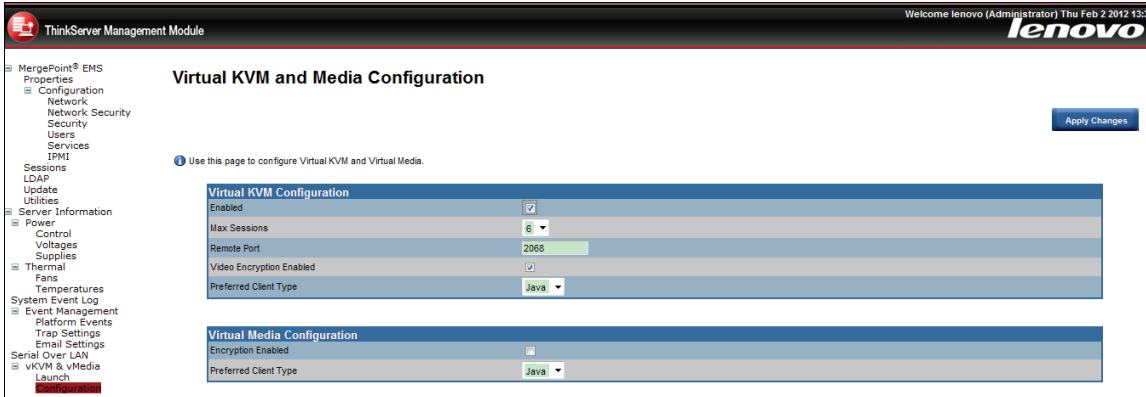 Welcome lenovo (Administrator) Thu Feb 2 2012 13:
ThinkServer Management Module
lenovo
MergePoint® EMS
Properties
Configuration
Network
Network Security
Security
Users
Services
IPMI
Sessions
LDAP
Update
Utilities
Server Information
Power
Control
Voltages
Supplies
Thermal
Fans
Temperatures
System Event Log
Event Management
Platform Events
Trap Settings
Email Settings
Serial Over LAN
vKVM & vMedia
Launch
Configuration
Virtual KVM and Media Configuration
Apply Changes
Use this page to configure Virtual KVM and Virtual Media.
Virtual KVM Configuration
Enabled
Max Sessions 6
Remote Port 2068
Video Encryption Enabled
Preferred Client Type Java
Virtual Media Configuration
Encryption Enabled
Preferred Client Type Java